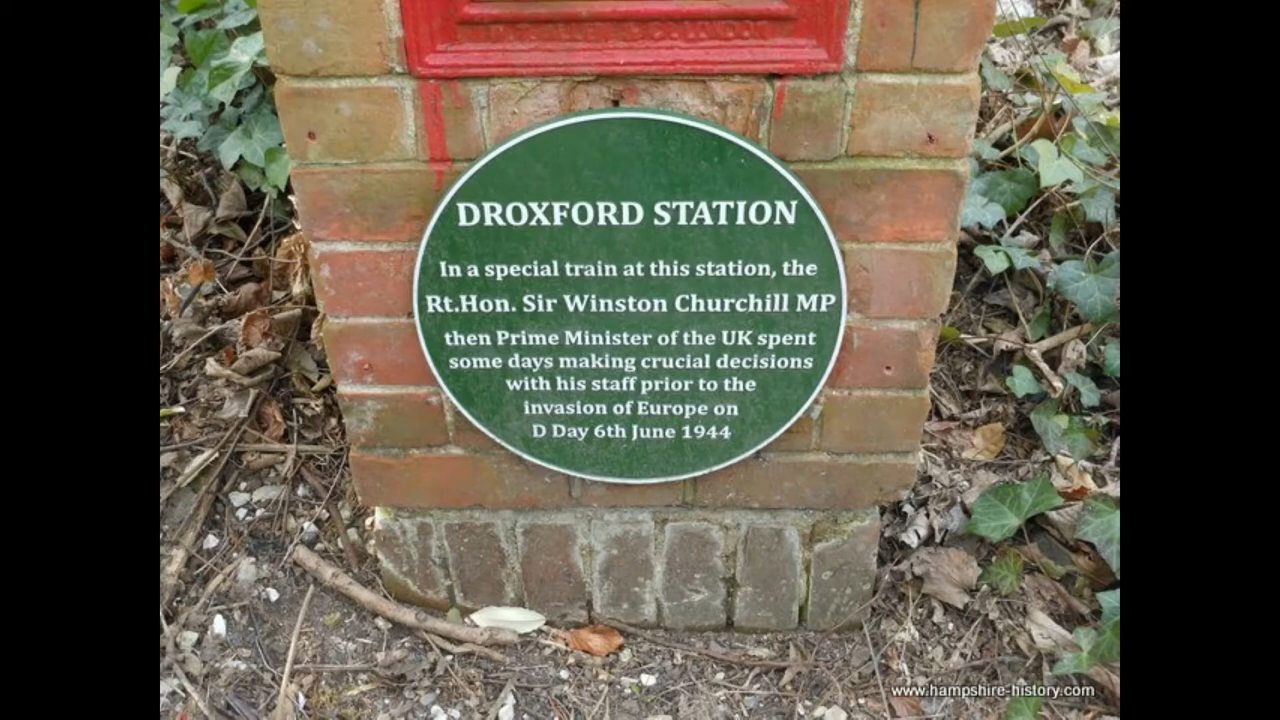 DROXFORD STATION
In a special train at this station, the
Rt.Hon. Sir Winston Churchill MP
then Prime Minister of the UK spent
some days making crucial decisions
with his staff prior to the
invasion of Europe on
D Day 6th June 1944
www.hampshire-history.com